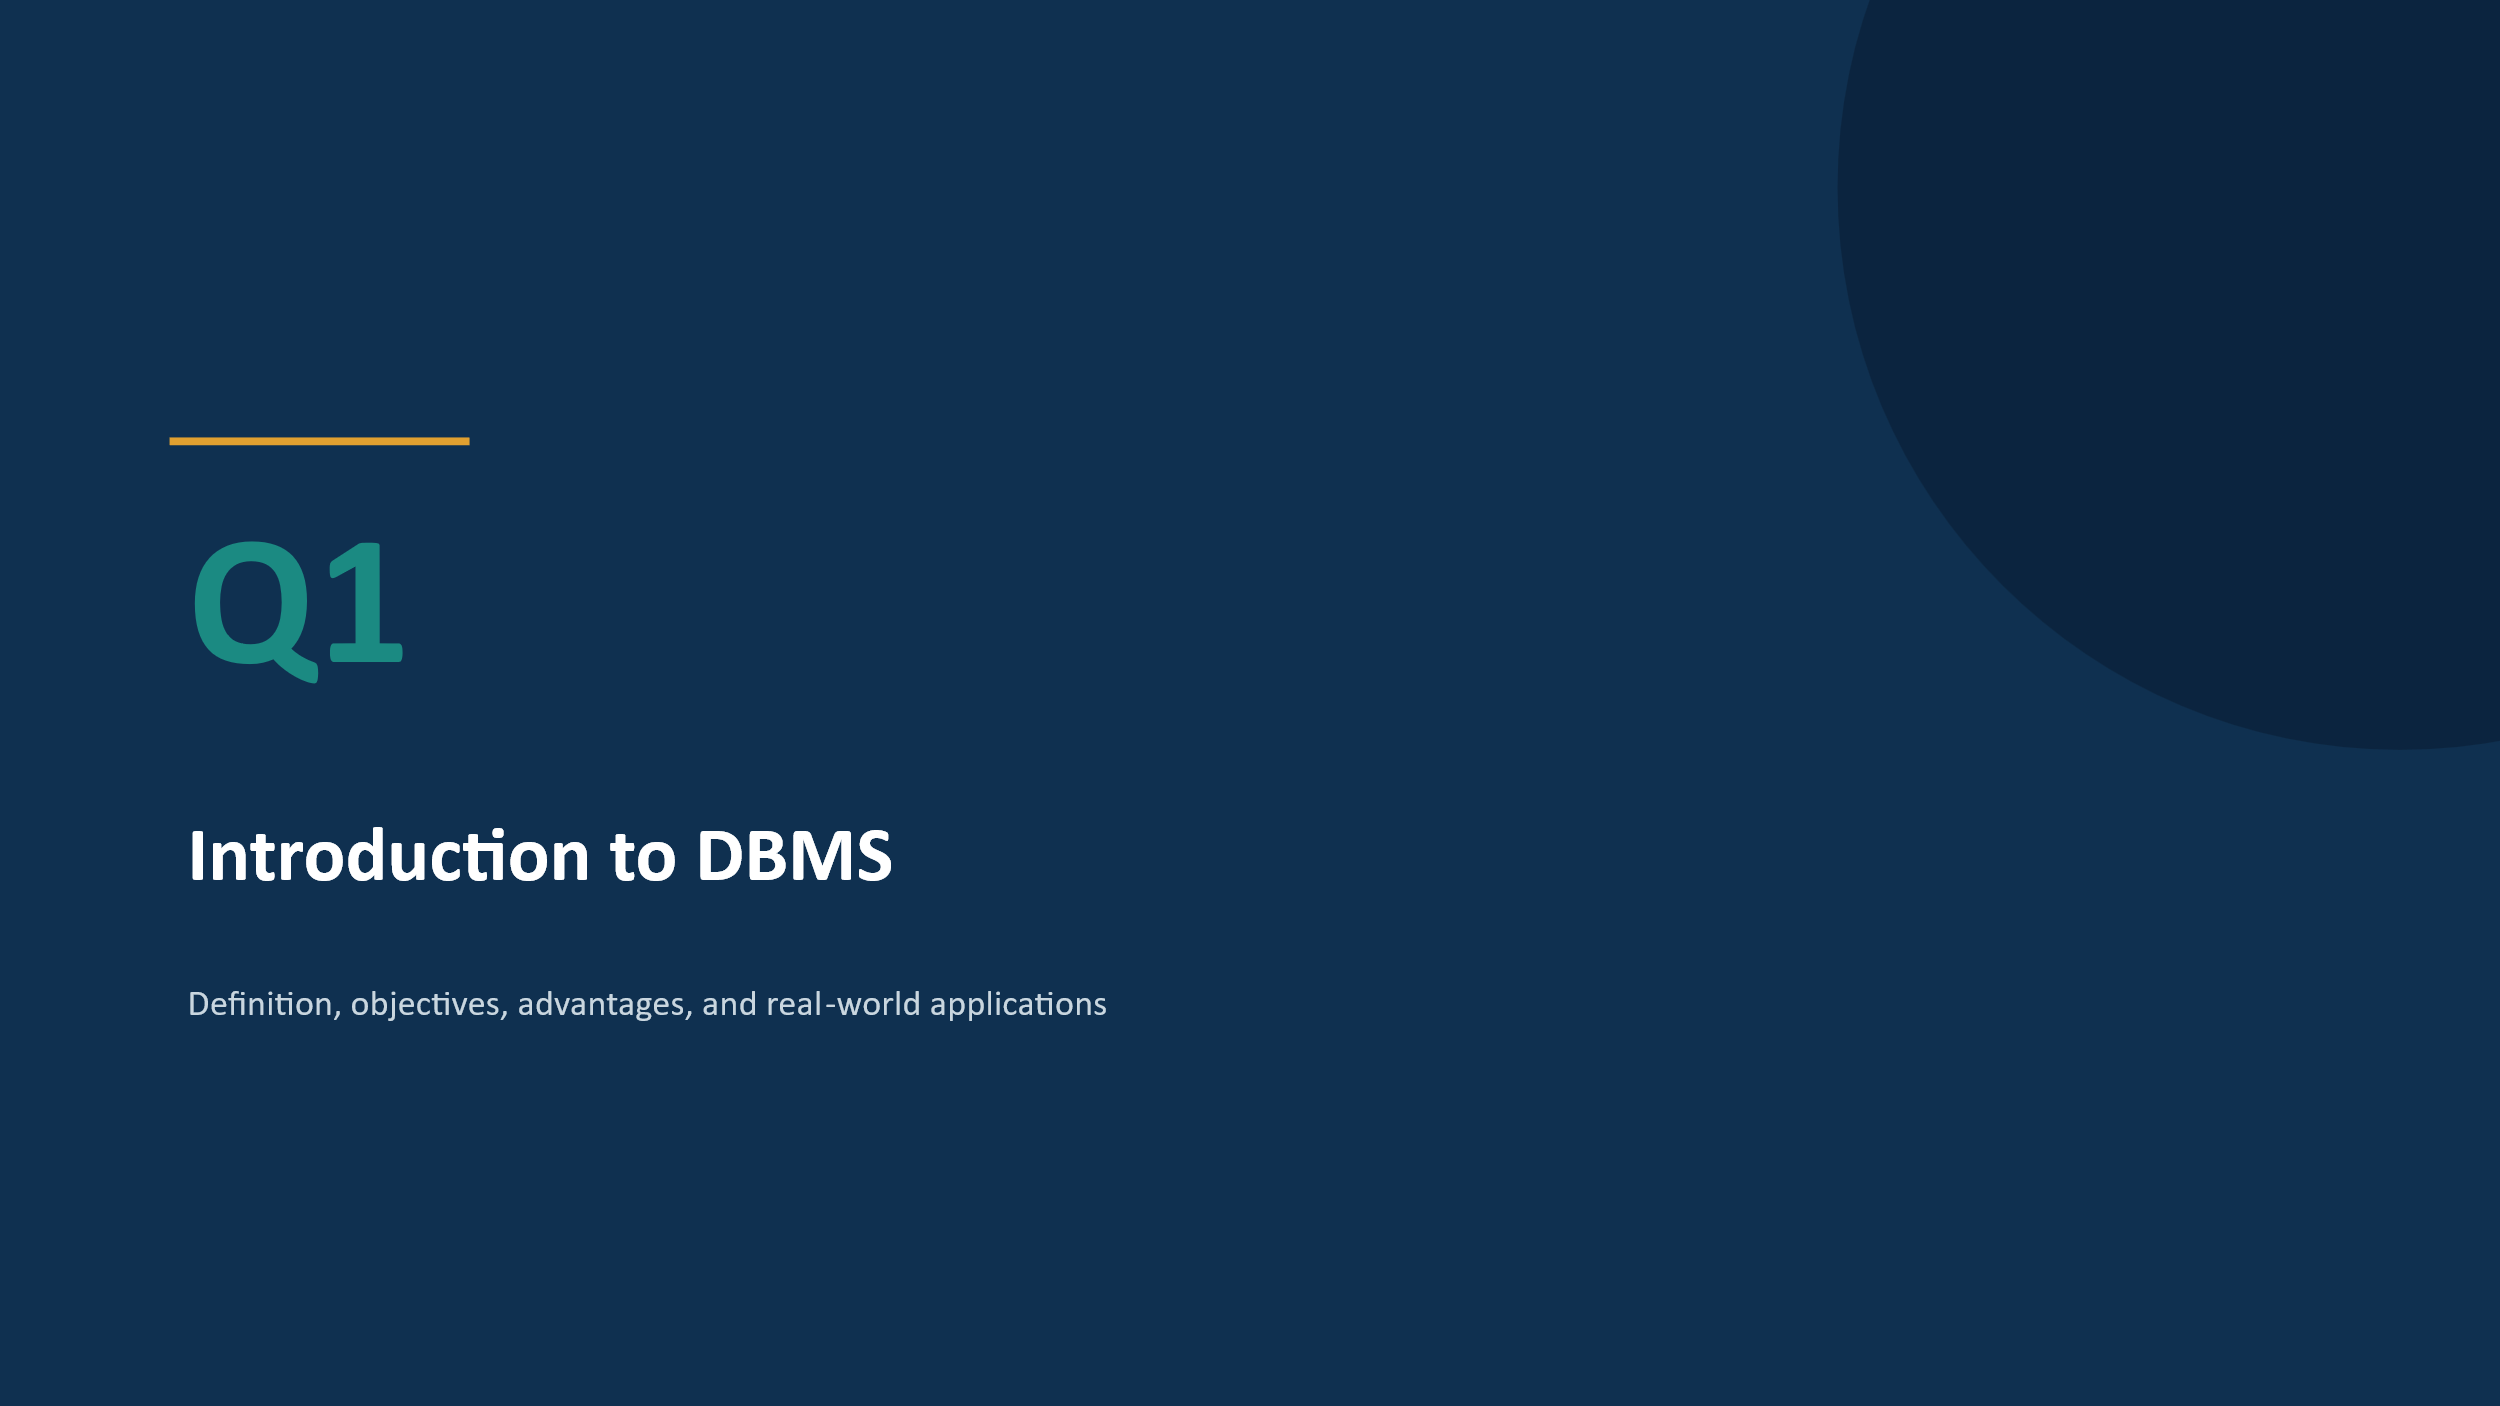 Q1
Introduction to DBMS
Definition, objectives, advantages, and real-world applications